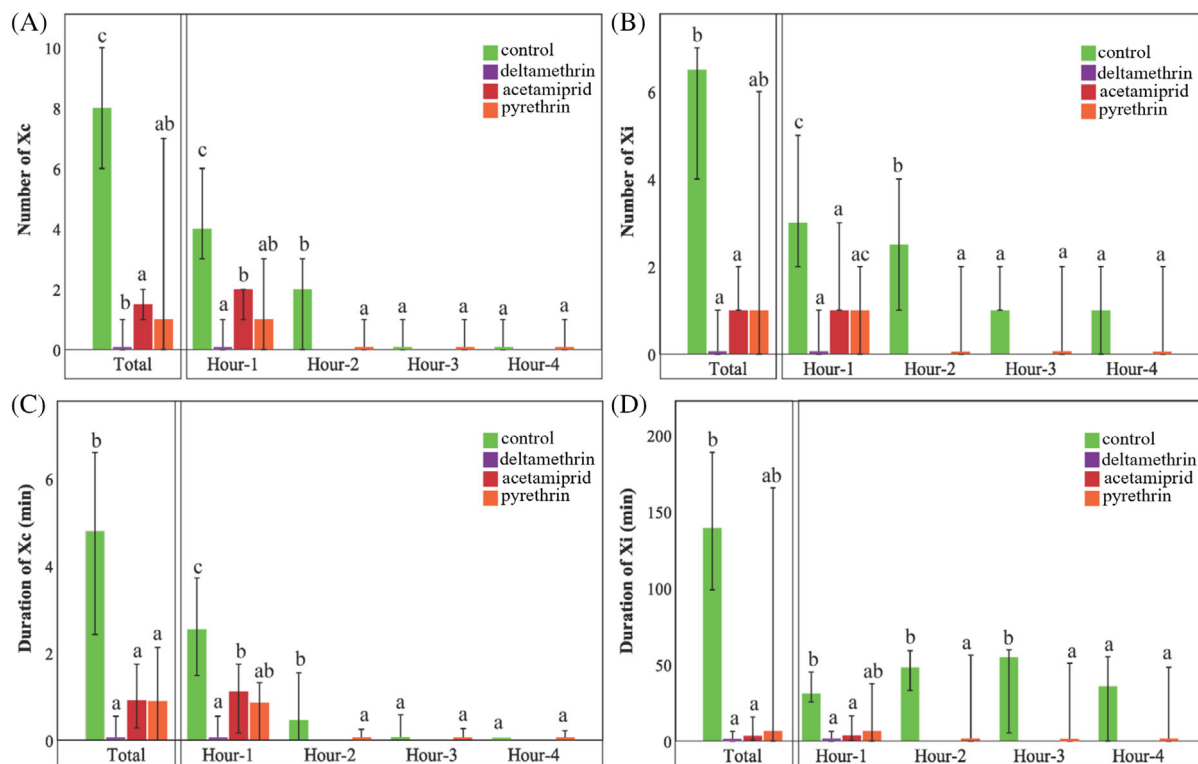 (A)
Number of Xc
10
8
6
4
2
0
c
b
a
ab
c
a
b
ab
b
a
a
a
a
a
control
deltamethrin
acetamiprid
pyrethrin
Total
Hour-1
Hour-2
Hour-3
Hour-4
(B)
Number of Xi
6
4
2
0
b
a
a
ab
c
a
a
ac
b
a
a
a
a
a
control
deltamethrin
acetamiprid
pyrethrin
Total
Hour-1
Hour-2
Hour-3
Hour-4
(C)
Duration of Xc (min)
6
4
2
0
b
a
a
a
c
a
b
ab
b
a
a
a
a
a
control
deltamethrin
acetamiprid
pyrethrin
Total
Hour-1
Hour-2
Hour-3
Hour-4
(D)
Duration of Xi (min)
200
150
100
50
0
b
a
a
ab
b
a
a
ab
b
a
b
a
a
a
control
deltamethrin
acetamiprid
pyrethrin
Total
Hour-1
Hour-2
Hour-3
Hour-4